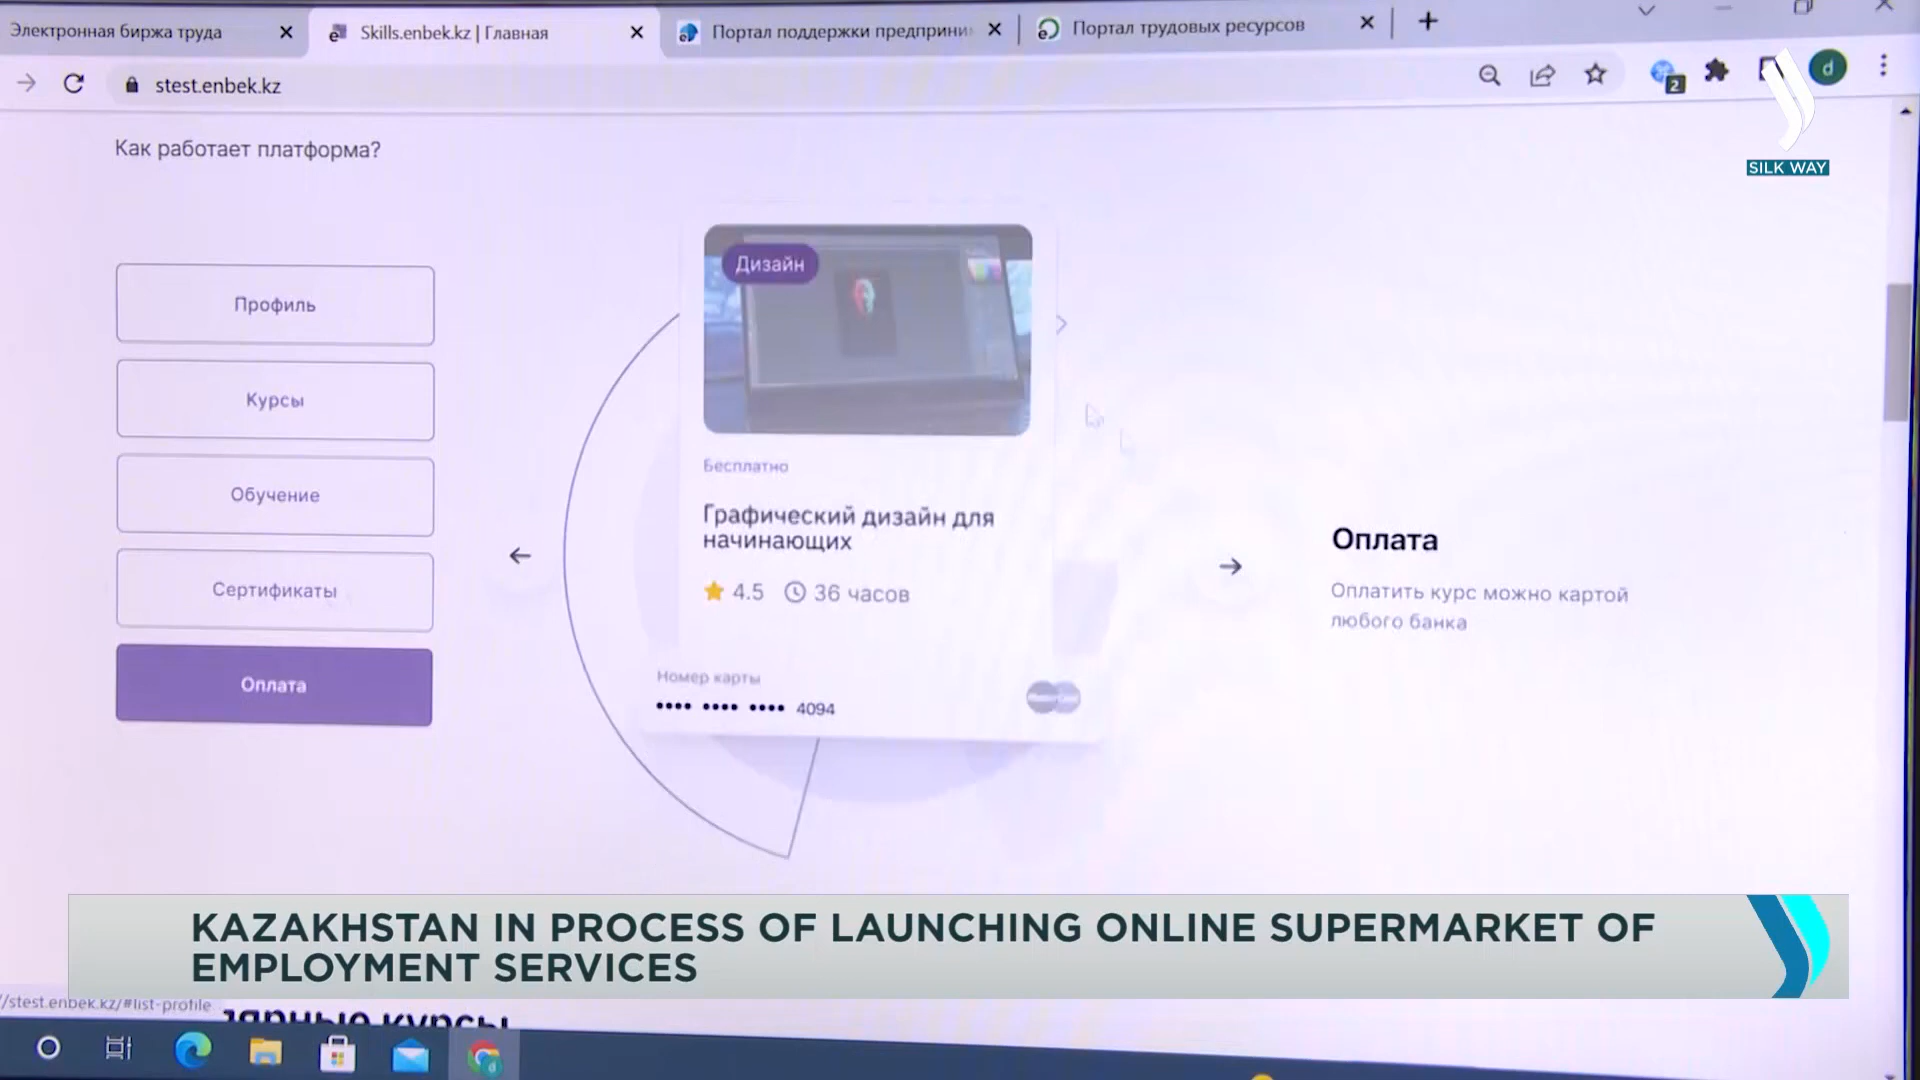 Электронная биржа труда
Skills.enbek.kz | Главная
Портал поддержки предприни
Портал трудовых ресурсов
stest.enbek.kz
2
d
SILK WAY
Как работает платформа?
Профиль
Курсы
Обучение
Сертификаты
Оплата
Дизайн
Бесплатно
Графический дизайн для
начинающих
4.5 36 часов
Номер карты
•••• •••• •••• 4094
Оплата
Оплатить курс можно картой
любого банка
KAZAKHSTAN IN PROCESS OF LAUNCHING ONLINE SUPERMARKET OF
EMPLOYMENT SERVICES
//stest.enbek.kz/#list-profile
курсы